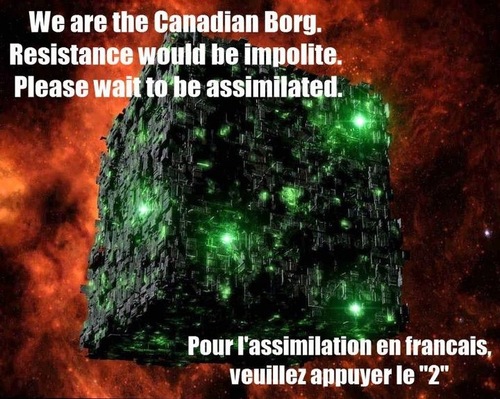 We are the Canadian Borg.
Resistance would be impolite.
Please wait to be assimilated.
Pour l'assimilation en francais,
veuillez appuyer le "2"